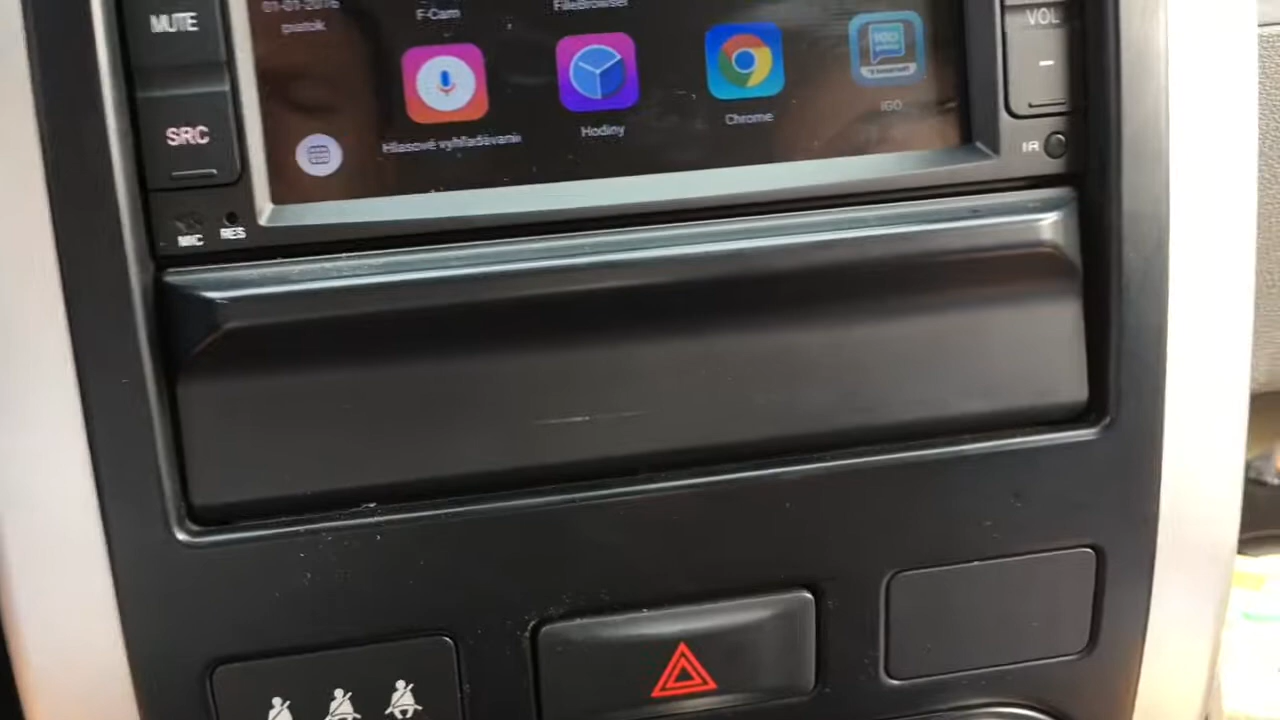 MUTE
01-01-2016
piatok
F-Cam
FileBrowser
VOL
-
SRC
Hlasové vyhľadávanie
Hodiny
Chrome
iGO
IR
MIC
RES